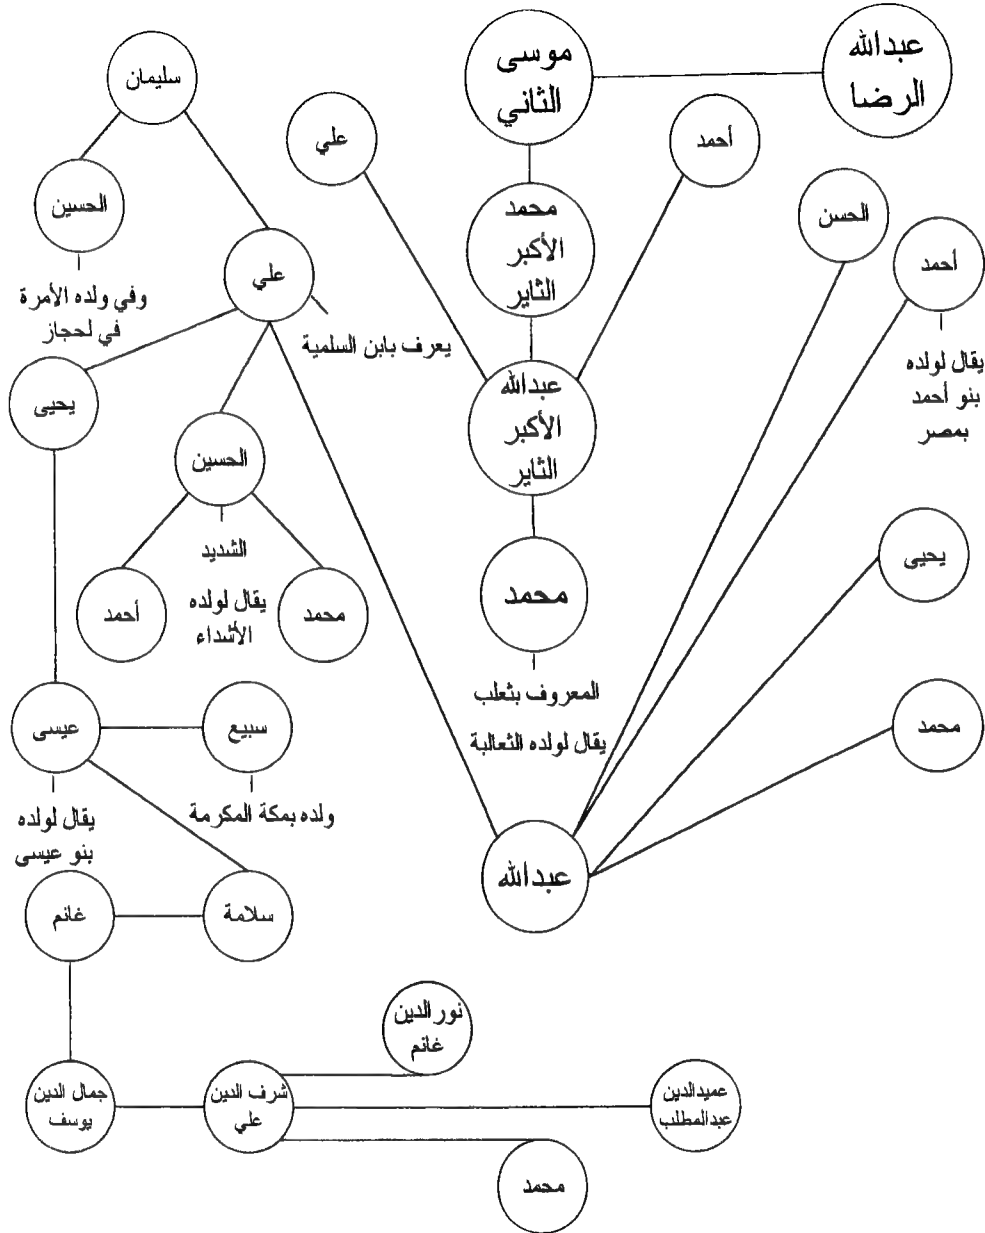 عبدالله
الرضا
موسى
الثاني
سليمان
علي
أحمد
الحسن
الحسين
محمد
الأكبر
الثاير
أحمد
علي
وفي ولده الأمرة
في لحجاز
يعرف بابن السلمية
يقال لولده
بنو أحمد
بمصر
يحيى
عبدالله
الأكبر
الثاير
الحسين
الشديد
يقال لولده
الأشداء
يحيى
محمد
محمد
أحمد
المعروف بثعلب
يقال لولده الثعالبة
محمد
سبيع
عيسى
ولده بمكة المكرمة
يقال لولده
بنو عيسى
عبدالله
سلامة
غانم
نور الدين
غانم
عميدالدين
عبدالمطلب
شرف الدين
علي
جمال الدين
يوسف
محمد